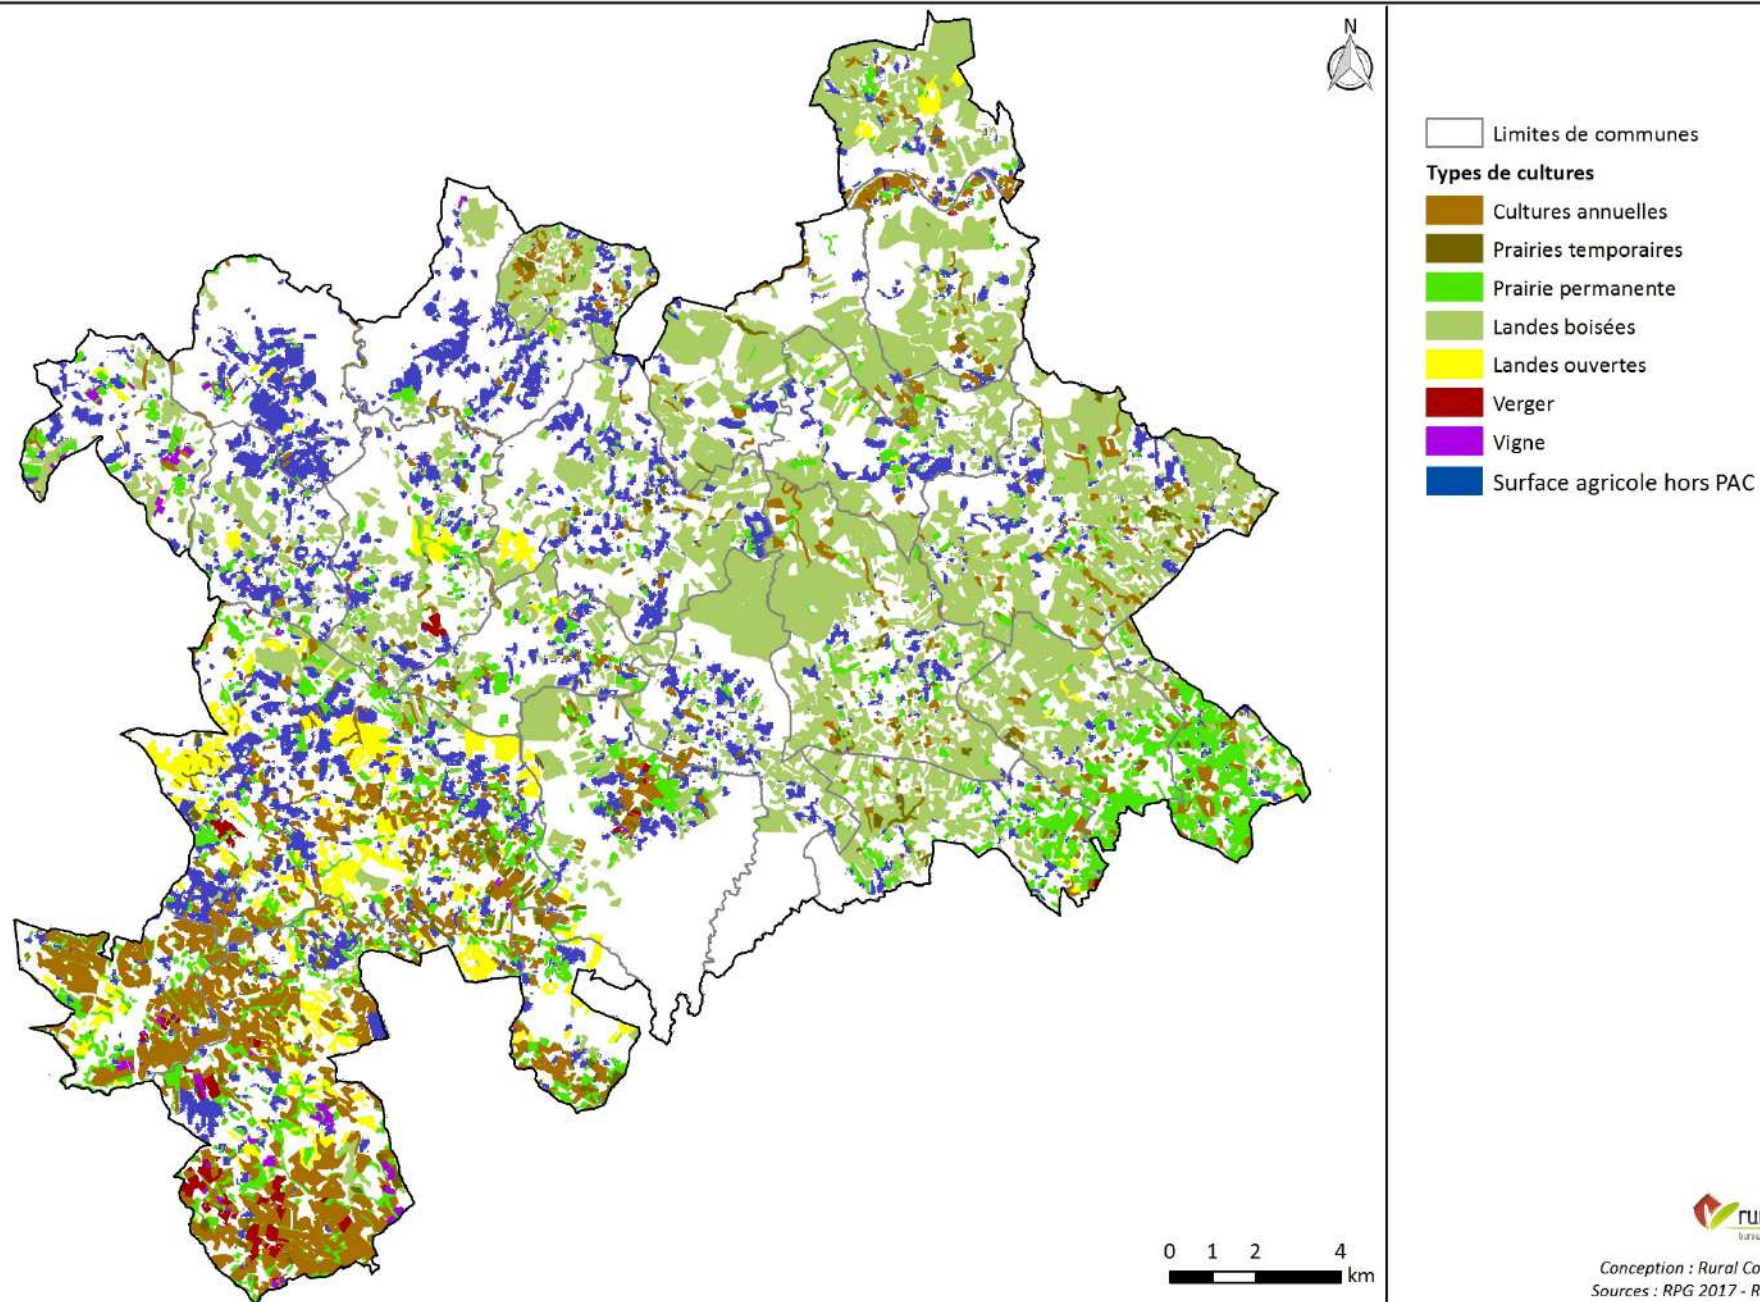 N
Limites de communes
Types de cultures
Cultures annuelles
Prairies temporaires
Prairie permanente
Landes boisées
Landes ouvertes
Verger
Vigne
Surface agricole hors PAC
0 1 2 4
km
Conception : Rural
Sources : RPG 2017 -